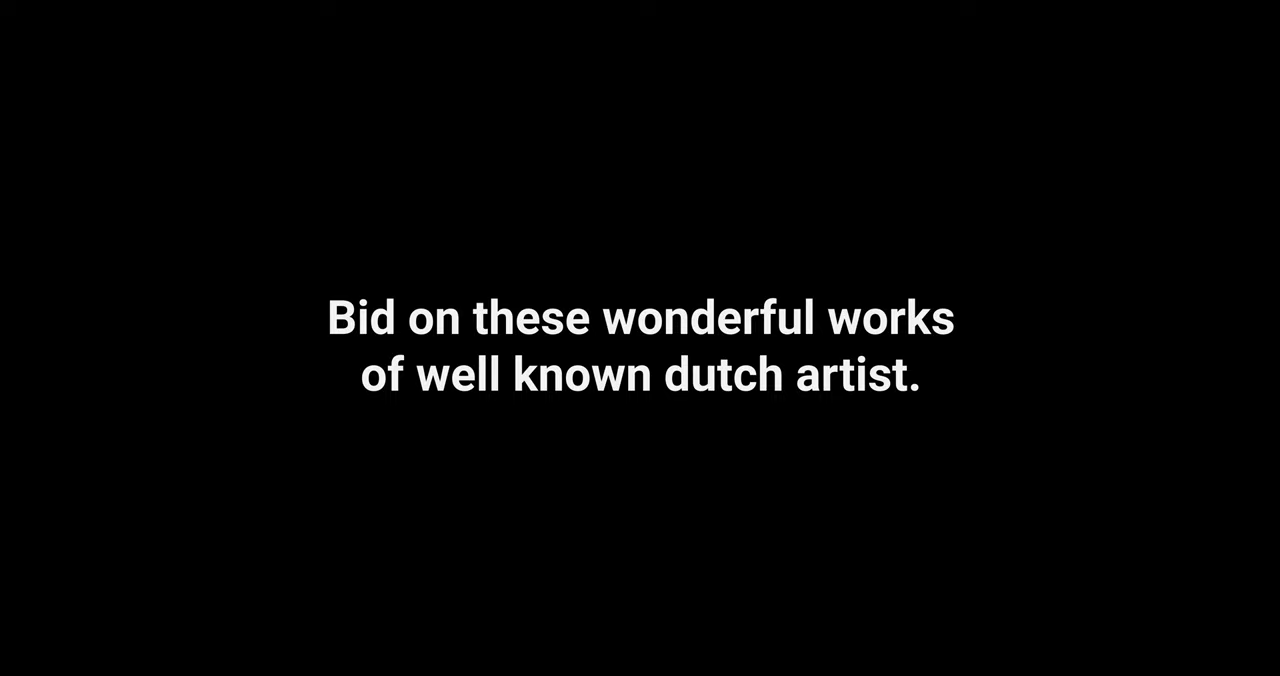 Bid on these wonderful works
of well known dutch artist.